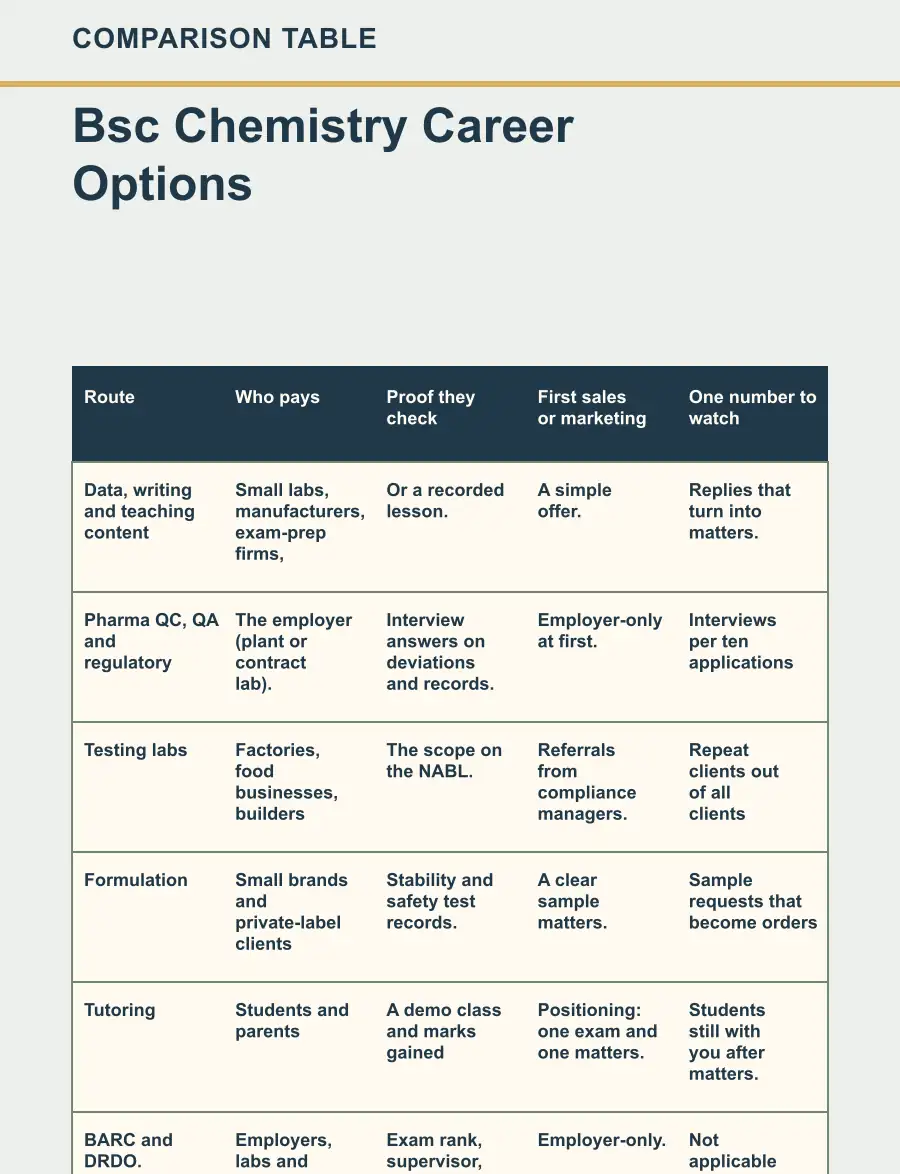 COMPARISON TABLE
Bsc Chemistry Career
Options
Route
Who pays
Proof they
check
First sales
or marketing
One number to
watch
Data, writing
and teaching
content
Small labs,
manufacturers,
exam-prep
firms,
Or a recorded
lesson.
A simple
offer.
Replies that
turn into
matters.
Pharma QC, QA
and
regulatory
The employer
(plant or
contract
lab).
Interview
answers on
deviations
and records.
Employer-only
at first.
Interviews
per ten
applications
Testing labs
Factories,
food
businesses,
builders
The scope on
the NABL.
Referrals
from
compliance
managers.
Repeat
clients out
of all
clients
Formulation
Small brands
and
private-label
clients
Stability and
safety test
records.
A clear
sample
matters.
Sample
requests that
become orders
Tutoring
Students and
parents
A demo class
and marks
gained
Positioning:
one exam and
one matters.
Students
still with
you after
matters.
BARC and
DRDO.
Employers,
labs and
Exam rank,
supervisor,
Employer-only.
Not
applicable